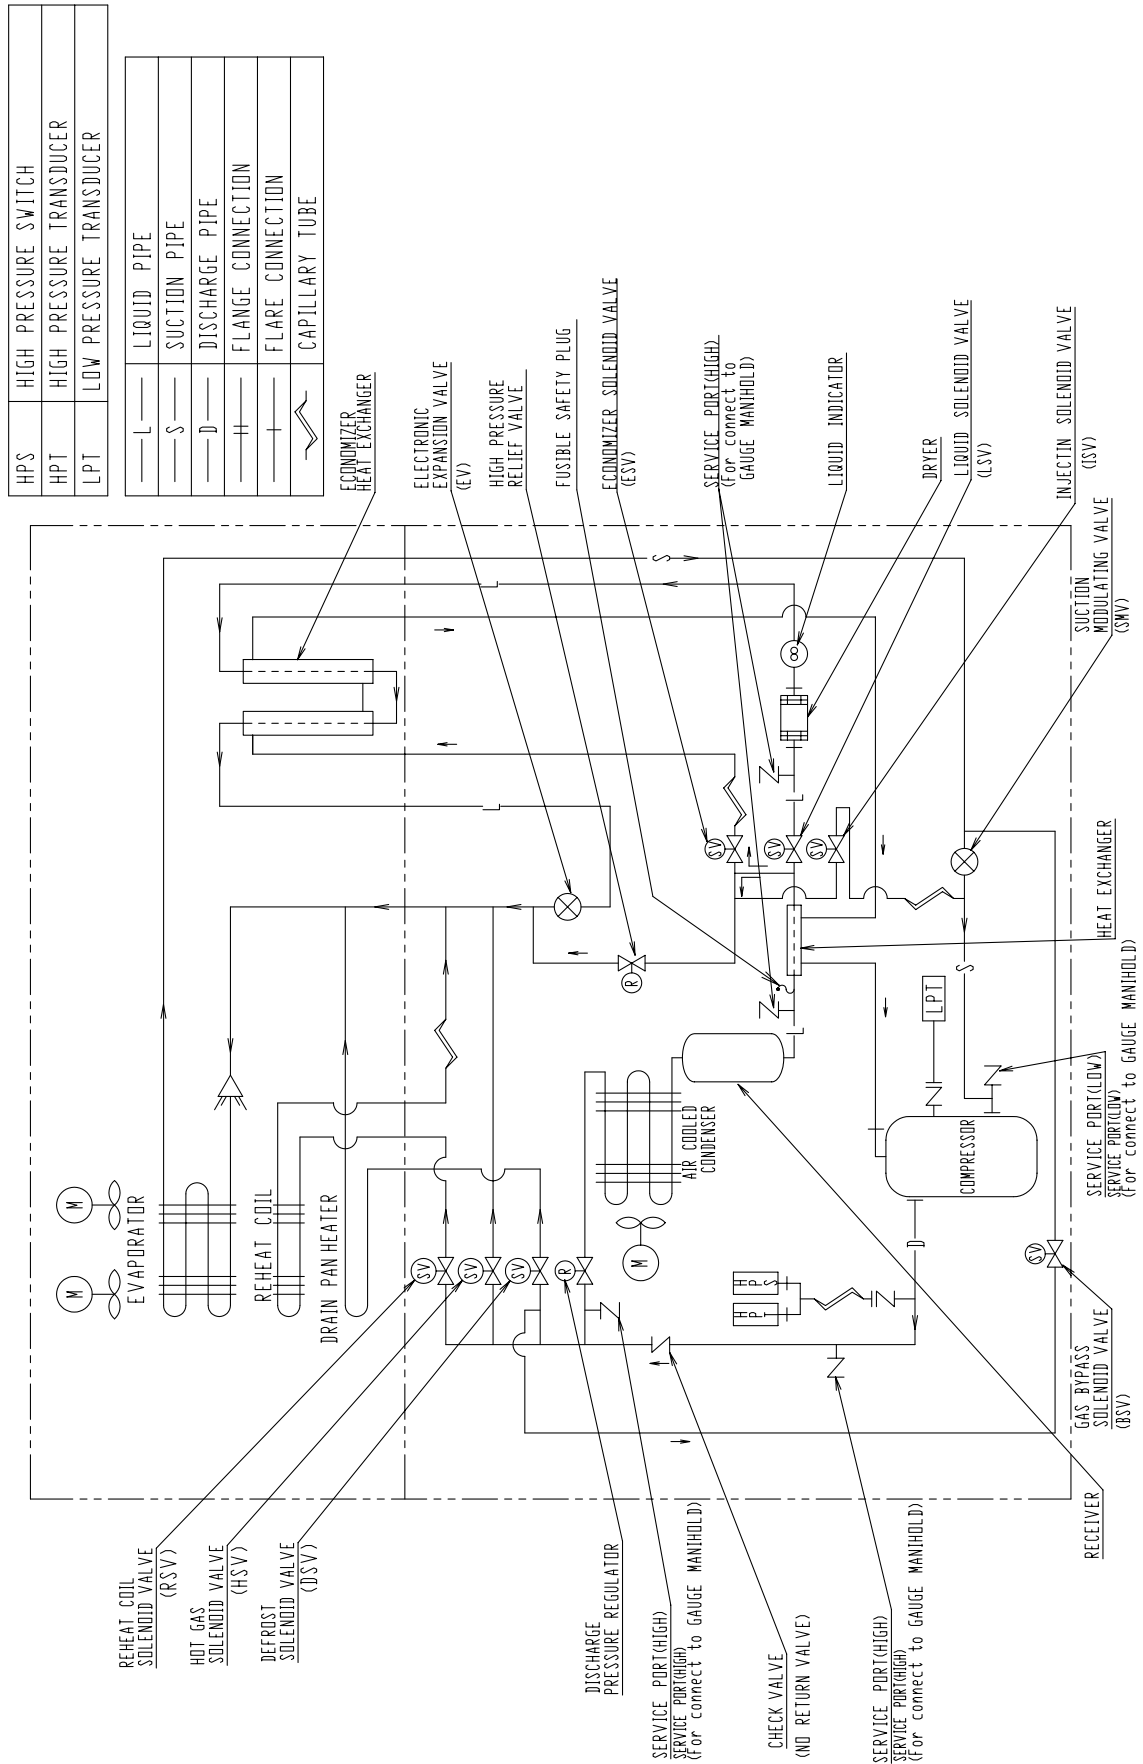 HPS HIGH PRESSURE SWITCH
HPT HIGH PRESSURE TRANSDUCER
LPT LOW PRESSURE TRANSDUCER
L LIQUID PIPE
S SUCTION PIPE
D DISCHARGE PIPE
FLANGE CONNECTION
FLARE CONNECTION
CAPILLARY TUBE
ECONOMIZER
HEAT EXCHANGER
ELECTRONIC
EXPANSION VALVE
(EV)
HIGH PRESSURE
RELIEF VALVE
FUSIBLE SAFETY PLUG
ECONOMIZER SOLENOID VALVE
(ESV)
SERVICE PORT(HIGH)
(For connect to
GAUGE MANIHOLD)
LIQUID INDICATOR
DRYER
LIQUID SOLENOID VALVE
(LSV)
INJECTIN SOLENOID VALVE
(ISV)
SUCTION
MODULATING VALVE
(SMV)
HEAT EXCHANGER
SERVICE PORT(LOW)
SERVICE PORT(LOW)
(For connect to GAUGE MANIHOLD)
M
M
EVAPORATOR
REHEAT COIL
DRAIN PAN HEATER
SV
SV
SV
R
M
AIR COOLED
CONDENSER
R
SV
SV
SV
L
L
L
L
S
S
D
LPT
HPS
HPT
COMPRESSOR
SV
REHEAT COIL
SOLENOID VALVE
(RSV)
HOT GAS
SOLENOID VALVE
(HSV)
DEFROST
SOLENOID VALVE
(DSV)
DISCHARGE
PRESSURE REGULATOR
SERVICE PORT(HIGH)
SERVICE PORT(HIGH)
(For connect to GAUGE MANIHOLD)
CHECK VALVE
(NO RETURN VALVE)
SERVICE PORT(HIGH)
SERVICE PORT(HIGH)
(For connect to GAUGE MANIHOLD)
GAS BYPASS
SOLENOID VALVE
(BSV)
RECEIVER